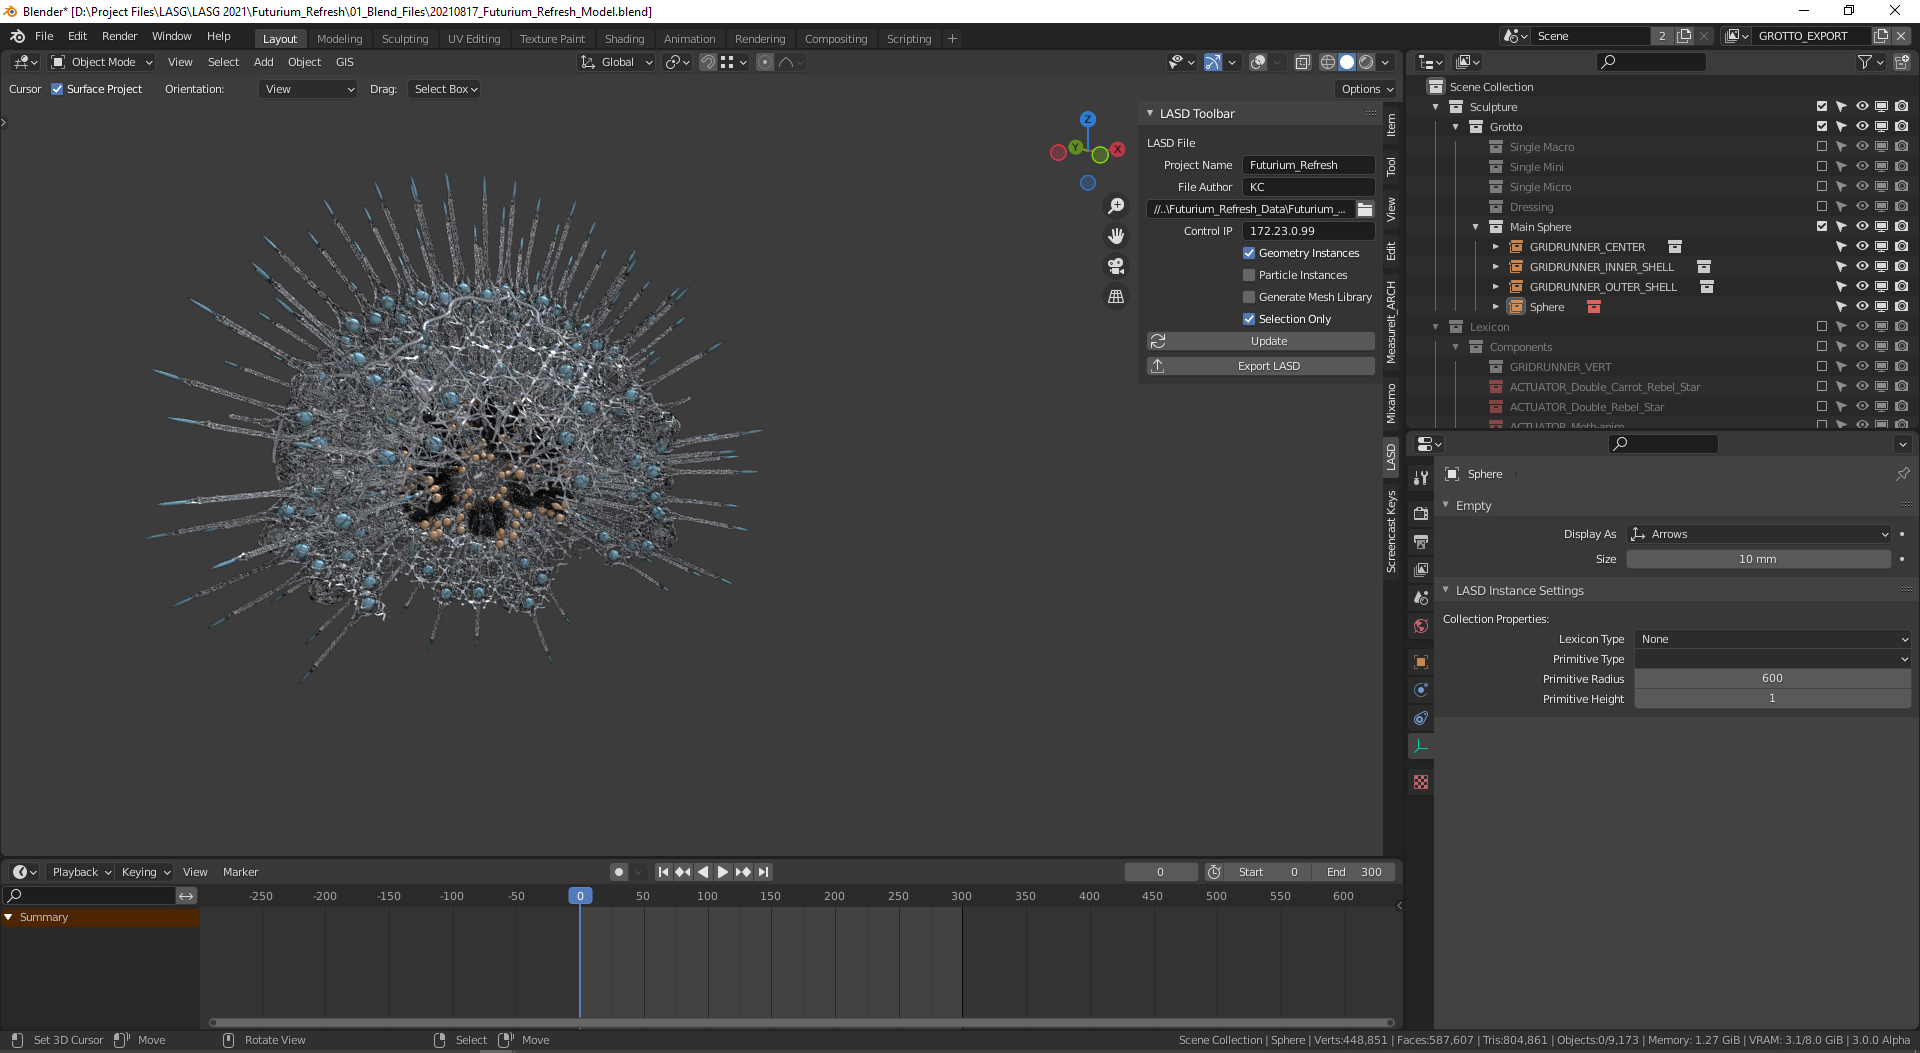 Blender* [D:\Project Files\LASG\LASG 2021\Futurium_Refresh\01_Blend_Files\20210817_Futurium_Refresh_Model.blend]
File Edit Render Window Help Layout Modeling Sculpting UV Editing Texture Paint Shading Animation Rendering Compositing Scripting + Scene 2 GROTTO_EXPORT
Object Mode View Select Add Object GIS Global
Cursor Surface Project Orientation: View Drag: Select Box Options
Z
Y
X
LASD Toolbar
LASD File
Project Name Futurium_Refresh
File Author KC
//..\Futurium_Refresh_Data\Futurium_...
Control IP 172.23.0.99
Geometry Instances
Particle Instances
Generate Mesh Library
Selection Only
Update
Export LASD
Item
Tool
View
Edit
MeasureIt_ARCH
Mixamo
LASD
Screencast Keys
Scene Collection
Sculpture
Grotto
Single Macro
Single Mini
Single Micro
Dressing
Main Sphere
GRIDRUNNER_CENTER
GRIDRUNNER_INNER_SHELL
GRIDRUNNER_OUTER_SHELL
Sphere
Lexicon
Components
GRIDRUNNER_VERT
ACTUATOR_Double_Carrot_Rebel_Star
ACTUATOR_Double_Rebel_Star
ACTUATOR_Moth-anim
Sphere
Empty
Display As Arrows
Size 10 mm
LASD Instance Settings
Collection Properties:
Lexicon Type None
Primitive Type
Primitive Radius 600
Primitive Height 1
Playback Keying View Marker 0 Start 0 End 300
-250 -200 -150 -100 -50 0 50 100 150 200 250 300 350 400 450 500 550 600
Summary
Set 3D Cursor Move Rotate View Select Move Scene Collection | Sphere | Verts:448,851 | Faces:587,607 | Tris:804,861 | Objects:0/9,173 | Memory: 1.27 GiB | VRAM: 3.1/8.0 GiB | 3.0.0 Alpha